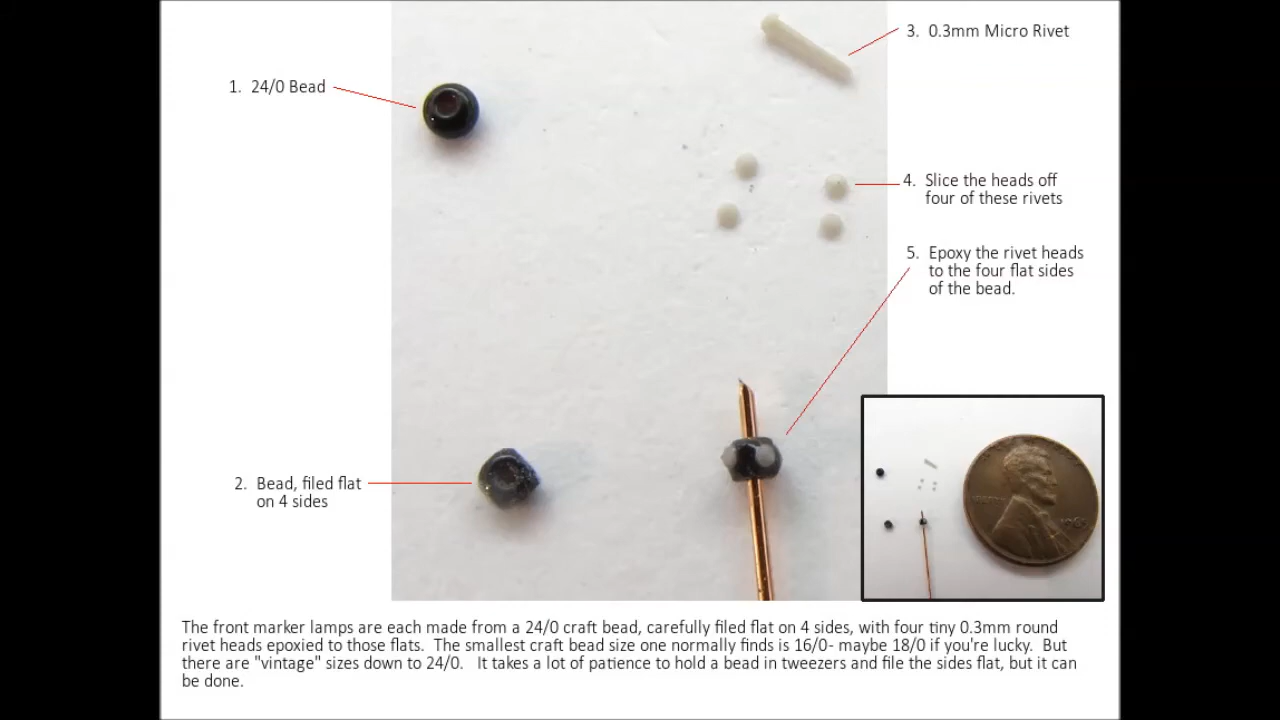 3. 0.3mm Micro Rivet
1. 24/0 Bead
4. Slice the heads off
four of these rivets
5. Epoxy the rivet heads
to the four flat sides
of the bead.
2. Bead, filed flat
on 4 sides
The front marker lamps are each made from a 24/0 craft bead, carefully filed flat on 4 sides, with four tiny 0.3mm round
rivet heads epoxied to those flats. The smallest craft bead size one normally finds is 16/0- maybe 18/0 if you're lucky. But
there are "vintage" sizes down to 24/0. It takes a lot of patience to hold a bead in tweezers and file the sides flat, but it can
be done.